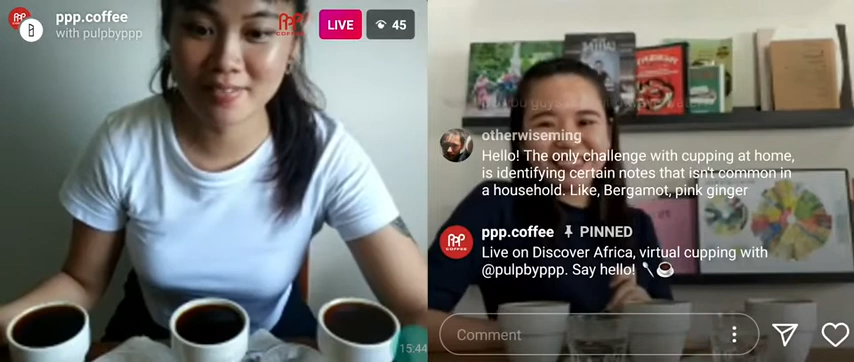 ppp.coffee
with pulpbyppp
PPP
COFFEE
LIVE
45
15:44
otherwiseming
Hello! The only challenge with cupping at home,
is identifying certain notes that isn't common in
a household. Like, Bergamot, pink ginger
ppp.coffee PINNED
Live on Discover Africa, virtual cupping with
@pulpbyppp. Say hello!
Comment